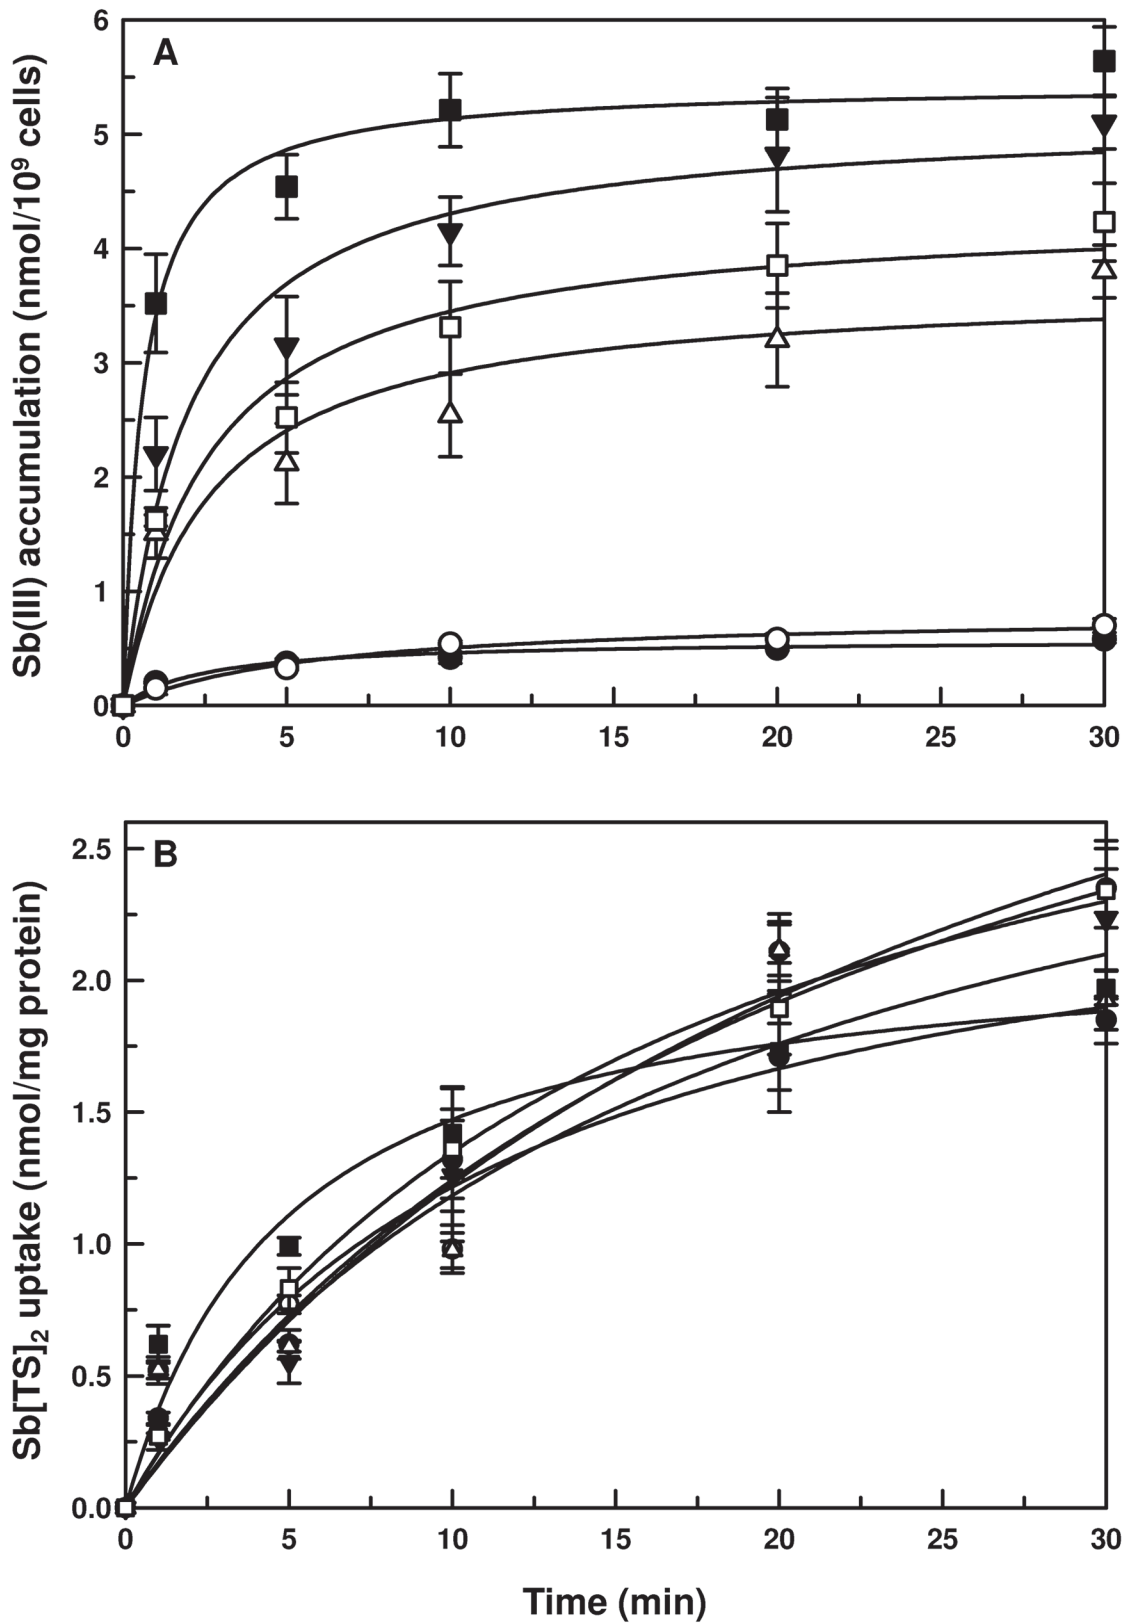 A
Sb(III) accumulation (nmol/10⁹ cells)
6
5
4
3
2
1
0
0 5 10 15 20 25 30
B
Sb[TS]₂ uptake (nmol/mg protein)
2.5
2.0
1.5
1.0
0.5
0.0
0 5 10 15 20 25 30
Time (min)